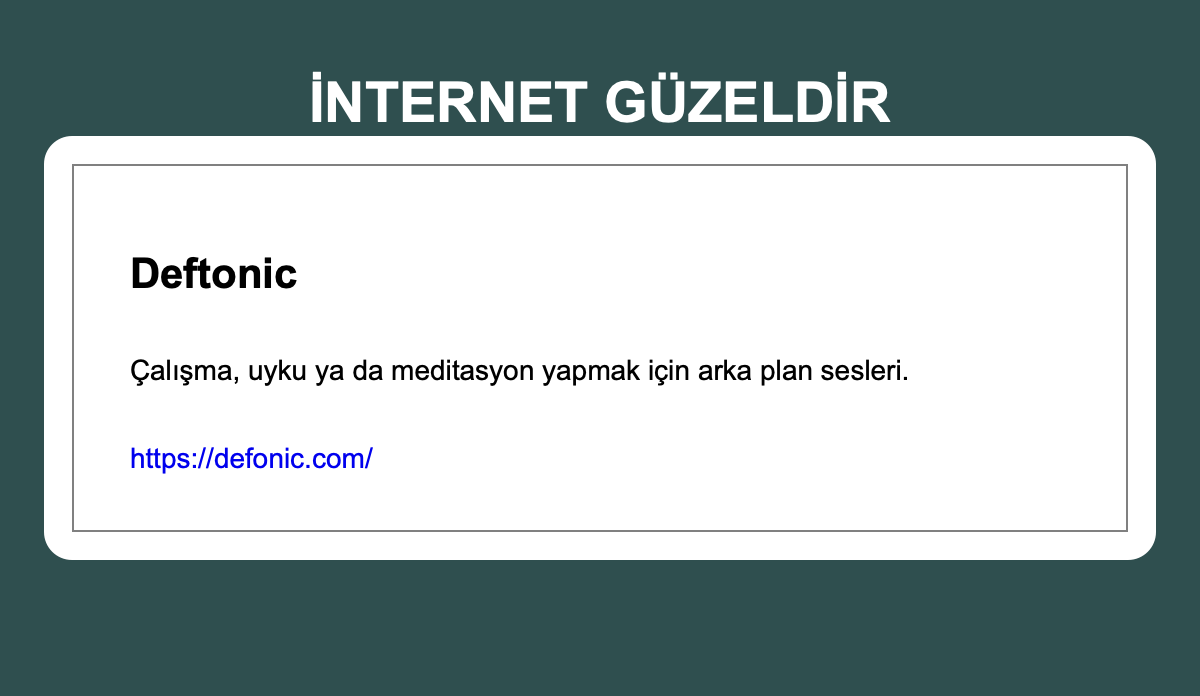 İNTERNET GÜZELDİR
Deftonic
Çalışma, uyku ya da meditasyon yapmak için arka plan sesleri.
https://defonic.com/